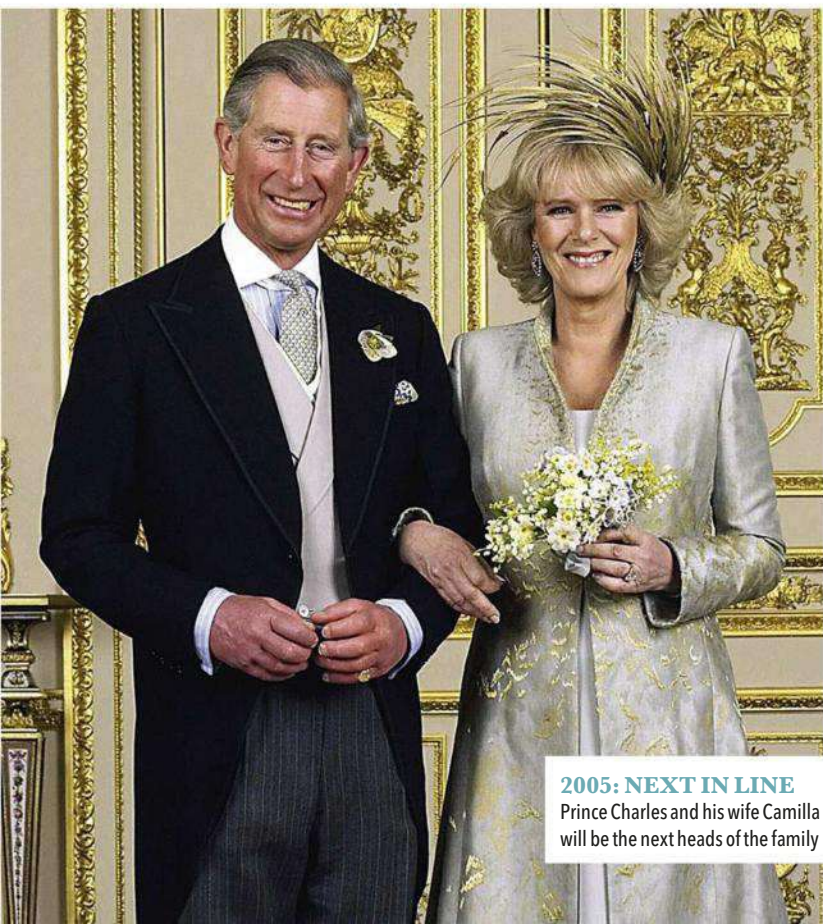 2005: NEXT IN LINE
Prince Charles and his wife Camilla
will be the next heads of the family